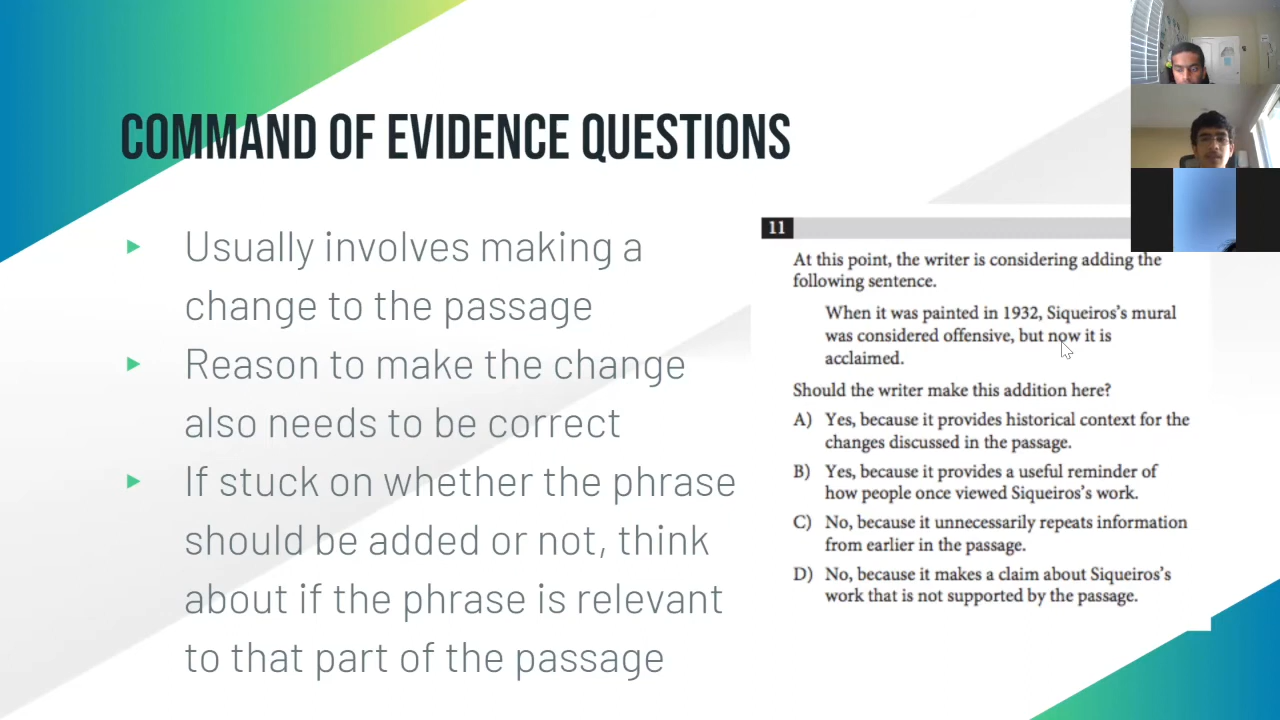 COMMAND OF EVIDENCE QUESTIONS
Usually involves making a
change to the passage
Reason to make the change
also needs to be correct
If stuck on whether the phrase
should be added or not, think
about if the phrase is relevant
to that part of the passage
11
At this point, the writer is considering adding the
following sentence.
When it was painted in 1932, Siqueiros's mural
was considered offensive, but now it is
acclaimed.
Should the writer make this addition here?
A) Yes, because it provides historical context for the
changes discussed in the passage.
B) Yes, because it provides a useful reminder of
how people once viewed Siqueiros's work.
C) No, because it unnecessarily repeats information
from earlier in the passage.
D) No, because it makes a claim about Siqueiros's
work that is not supported by the passage.